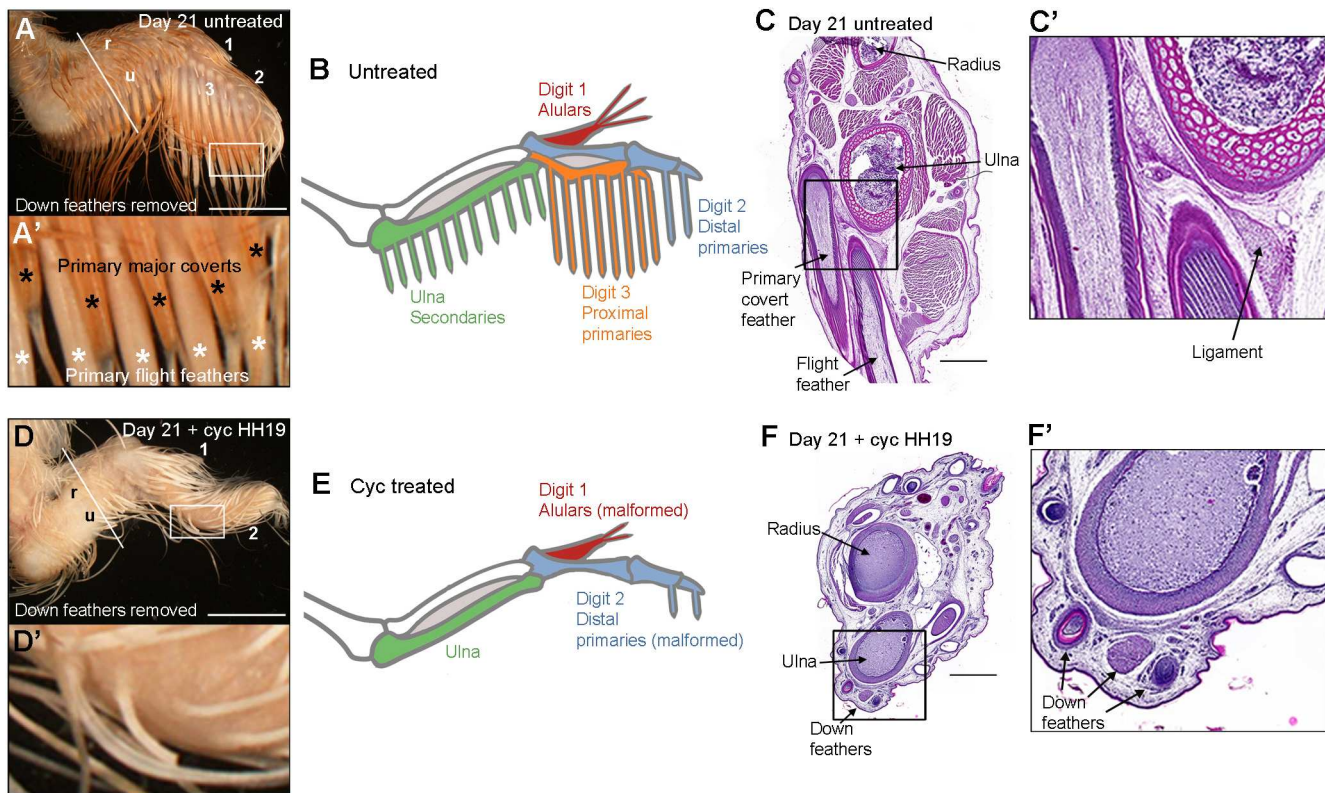 A
Day 21 untreated
r
u
1
2
3
Down feathers removed
A'
Primary major coverts
* * * * *
* * * * *
Primary flight feathers
B Untreated
Digit 1
Alulars
Digit 2
Distal
primaries
Digit 3
Proximal
primaries
Ulna
Secondaries
C Day 21 untreated
Radius
Ulna
Primary
covert
feather
Flight
feather
C'
Ligament
D
Day 21 + cyc HH19
1
r
u
2
Down feathers removed
D'
E Cyc treated
Digit 1
Alulars (malformed)
Digit 2
Distal
primaries (malformed)
Ulna
F Day 21 + cyc HH19
Radius
Ulna
Down
feathers
F'
Down
feathers